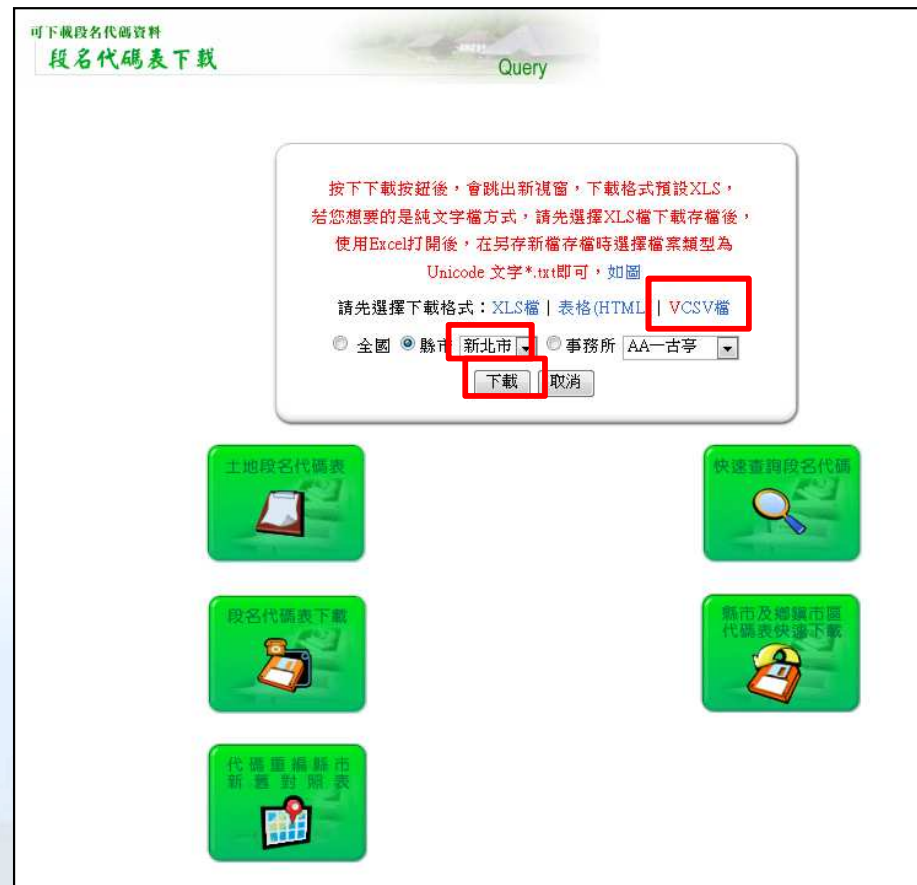 可下載段名代碼資料
段名代碼表下載
Query
按下下載按鈕後，會跳出新視窗，下載格式預設XLS，
若您想要的是純文字檔方式，請先選擇XLS檔下載存檔後，
使用Excel打開後，在另存新檔存檔時選擇檔案類型為
Unicode 文字*.txt即可，如圖
請先選擇下載格式：XLS檔 | 表格(HTML) | VCSV檔
全國 縣市 新北市 事務所 AA一古亭
下載 取消
土地段名代碼表
快速查詢段名代碼
段名代碼表下載
縣市及鄉鎮市區
代碼表快速下載
代碼重編縣市
新舊對照表